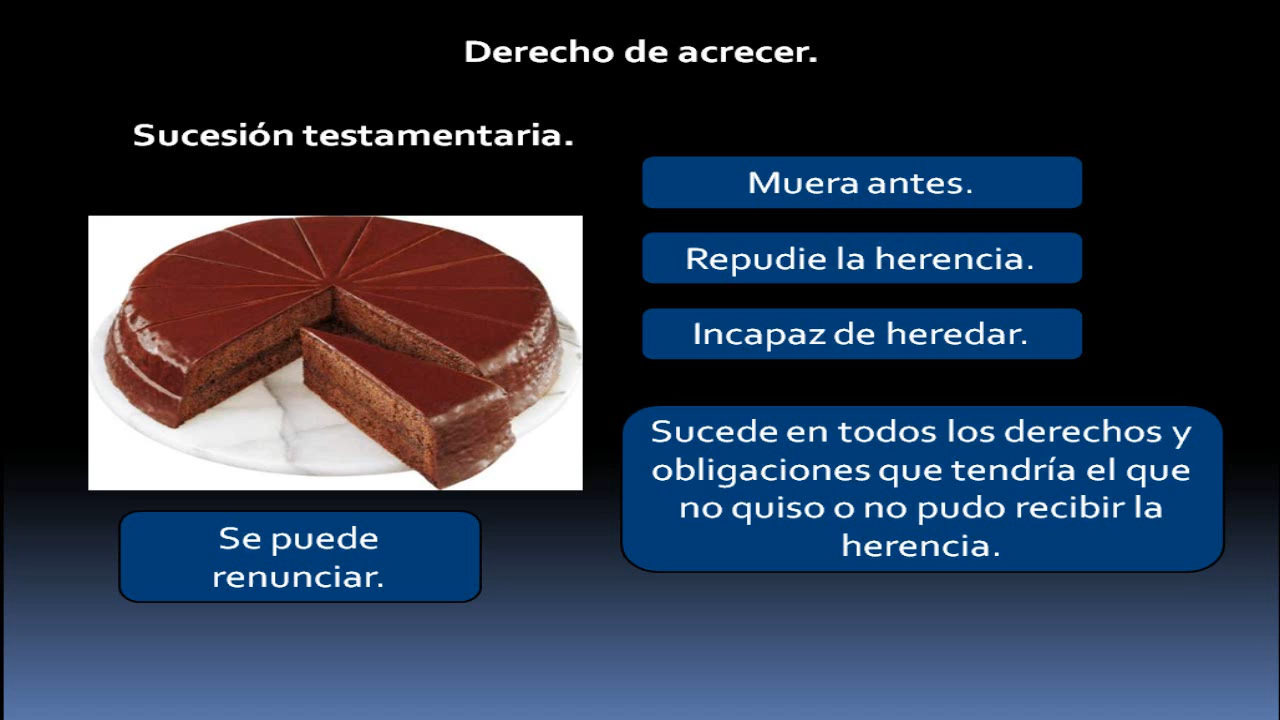 Derecho de acrecer.
Sucesión testamentaria.
Muera antes.
Repudie la herencia.
Incapaz de heredar.
Sucede en todos los derechos y
obligaciones que tendría el que
no quiso o no pudo recibir la
herencia.
Se puede
renunciar.